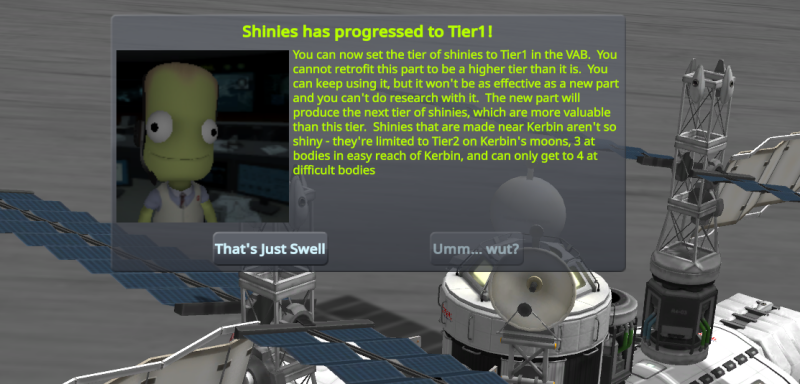 Shinies has progressed to Tier1!
You can now set the tier of shinies to Tier1 in the VAB.  You
cannot retrofit this part to be a higher tier than it is.  You
can keep using it, but it won't be as effective as a new part
and you can't do research with it.  The new part will
produce the next tier of shinies, which are more valuable
than this tier.  Shinies that are made near Kerbin aren't so
shiny - they're limited to Tier2 on Kerbin's moons, 3 at
bodies in easy reach of Kerbin, and can only get to 4 at
difficult bodies
That's Just Swell
Umm... wut?